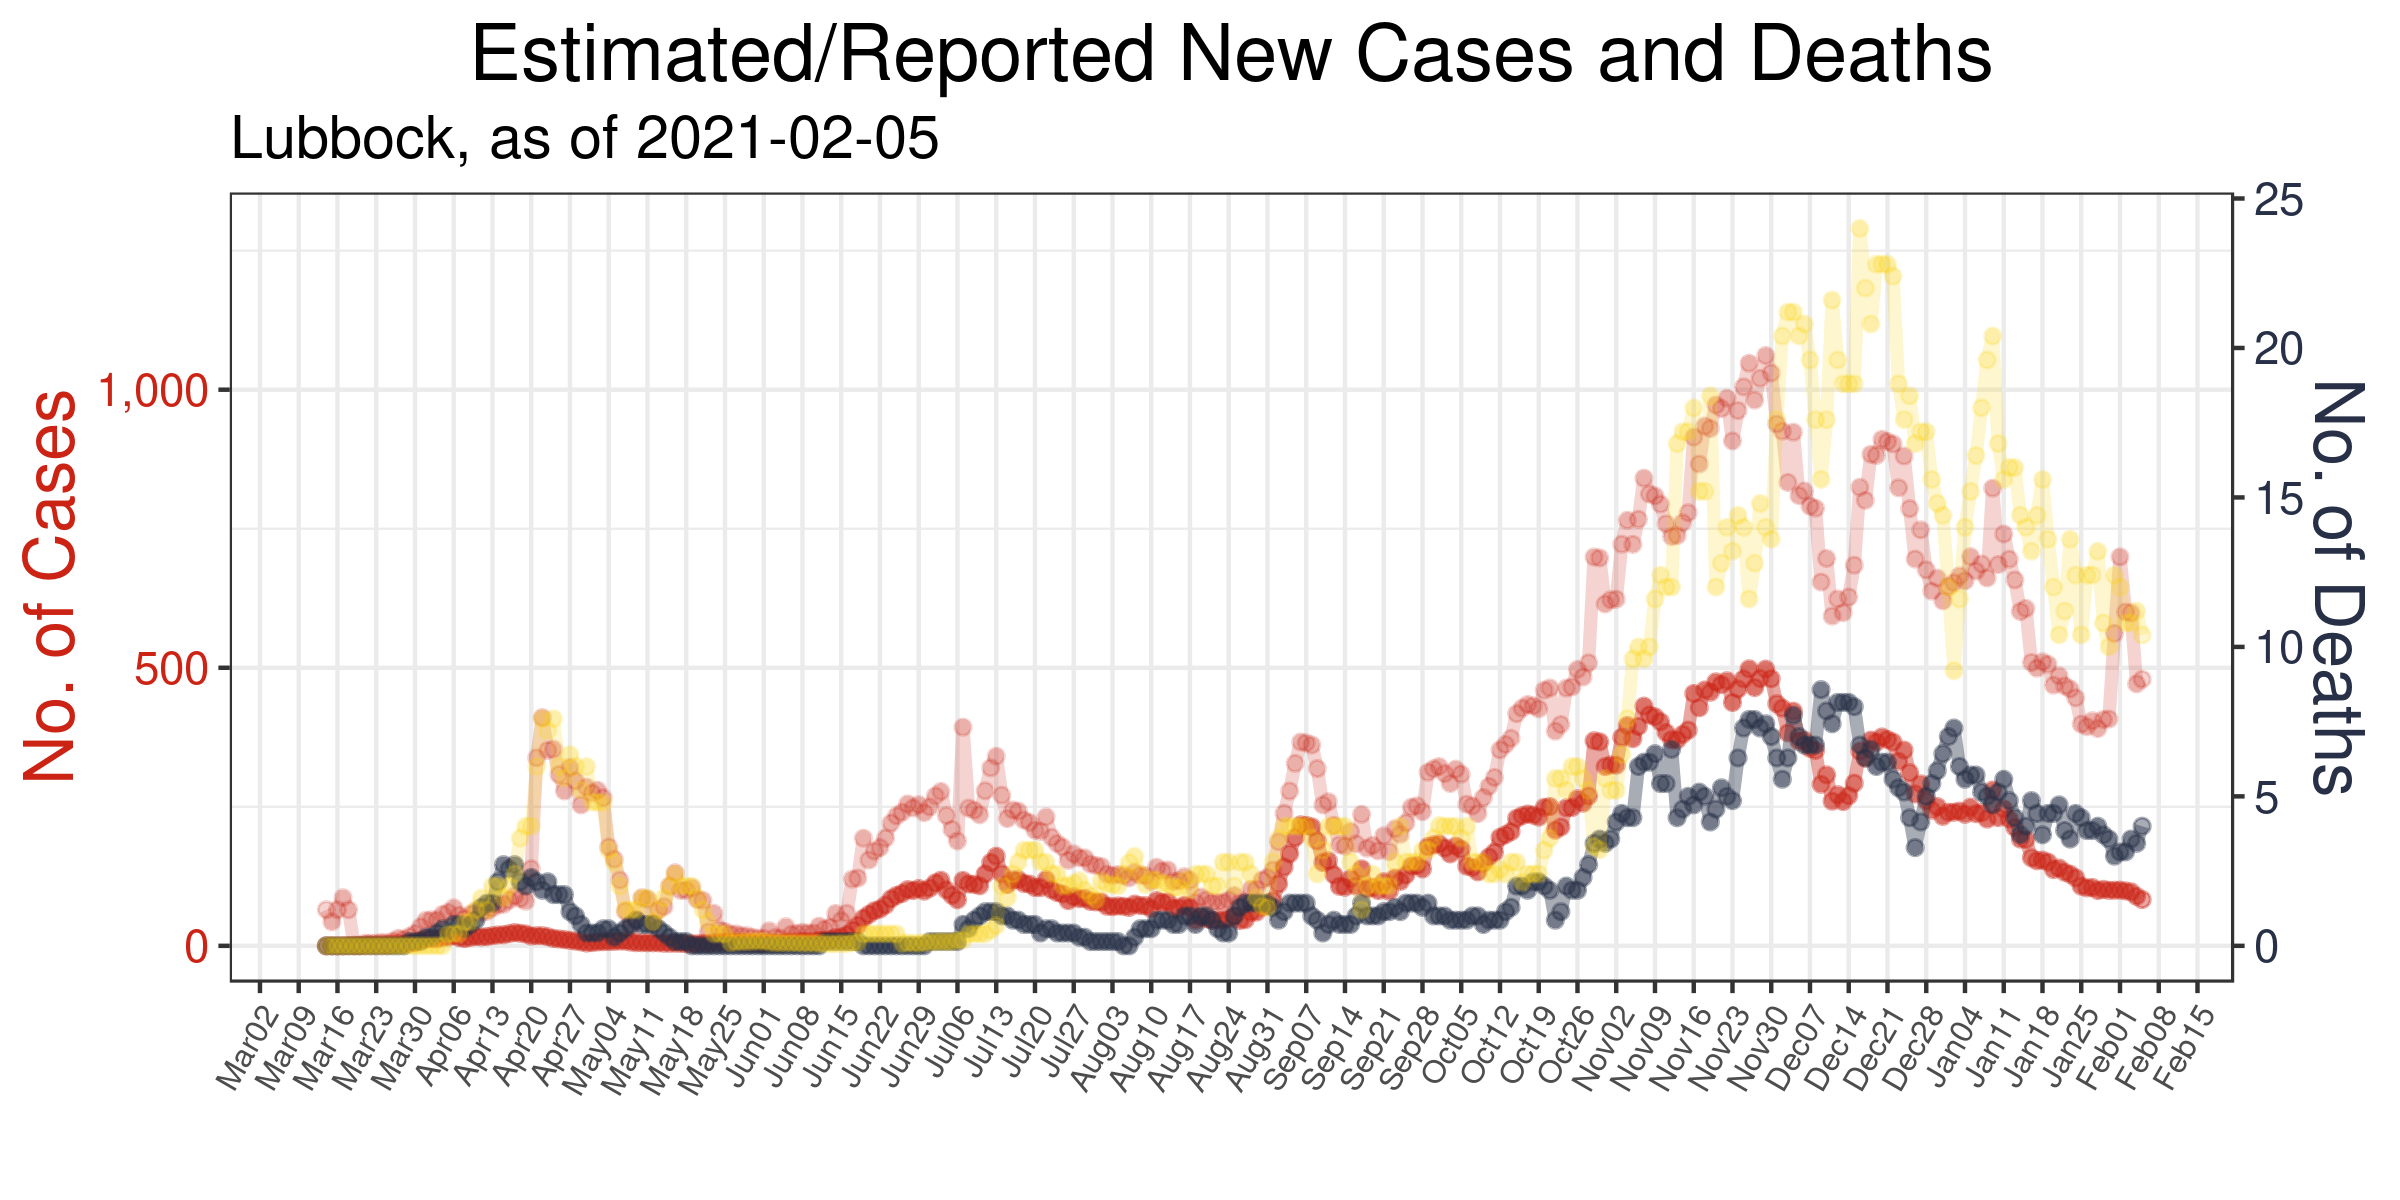 Estimated/Reported New Cases and Deaths
Lubbock, as of 2021-02-05
No. of Cases
1,000
500
0
No. of Deaths
25
20
15
10
5
0
Mar02
Mar09
Mar16
Mar23
Mar30
Apr06
Apr13
Apr20
Apr27
May04
May11
May18
May25
Jun01
Jun08
Jun15
Jun22
Jun29
Jul06
Jul13
Jul20
Jul27
Aug03
Aug10
Aug17
Aug24
Aug31
Sep07
Sep14
Sep21
Sep28
Oct05
Oct12
Oct19
Oct26
Nov02
Nov09
Nov16
Nov23
Nov30
Dec07
Dec14
Dec21
Dec28
Jan04
Jan11
Jan18
Jan25
Feb01
Feb08
Feb15